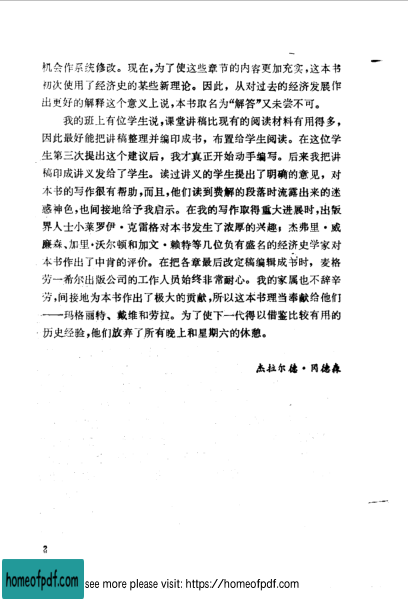 机会作系统修改。现在，为了使这些章节的内容更加充实，这本书
初次使用了经济史的某些新理论。因此，从对过去的经济发展作
出更好的解释这个意义上说，本书取名为“解答”又未尝不可。
我的班上有位学生说，课堂讲稿比现有的阅读材料有用得多，
因此最好能把讲稿整理并编印成书，布置给学生阅读。在这位学
生第三次提出这个建议后，我才真正开始动手编写。后来我把讲
稿印成讲义发给了学生。读过讲义的学生提出了明确的意见，对
本书的写作很有帮助，而且，他们读到费解的段落时流露出来的迷
惑神色，也间接地给予我启示。在我的写作取得重大进展时，出版
界人士小莱罗伊·克雷格对本书发生了浓厚的兴趣；杰弗里·威
廉森、加里·沃尔顿和加文·赖特等几位负有盛名的经济史学家对
本书作出了中肯的评价。在把各章最后改定稿编辑成书时，麦格
劳—希尔出版公司的工作人员始终非常耐心。我的家属也不辞辛
劳，间接地为本书作出了极大的贡献，所以这本书理当奉献给他们
——玛格丽特、戴维和劳拉。为了使下一代得以借鉴比较有用的
历史经验，他们放弃了所有晚上和星期六的休憩。
杰拉尔德·冈德森
2
homeofpdf.com see more please visit: https://homeofpdf.com